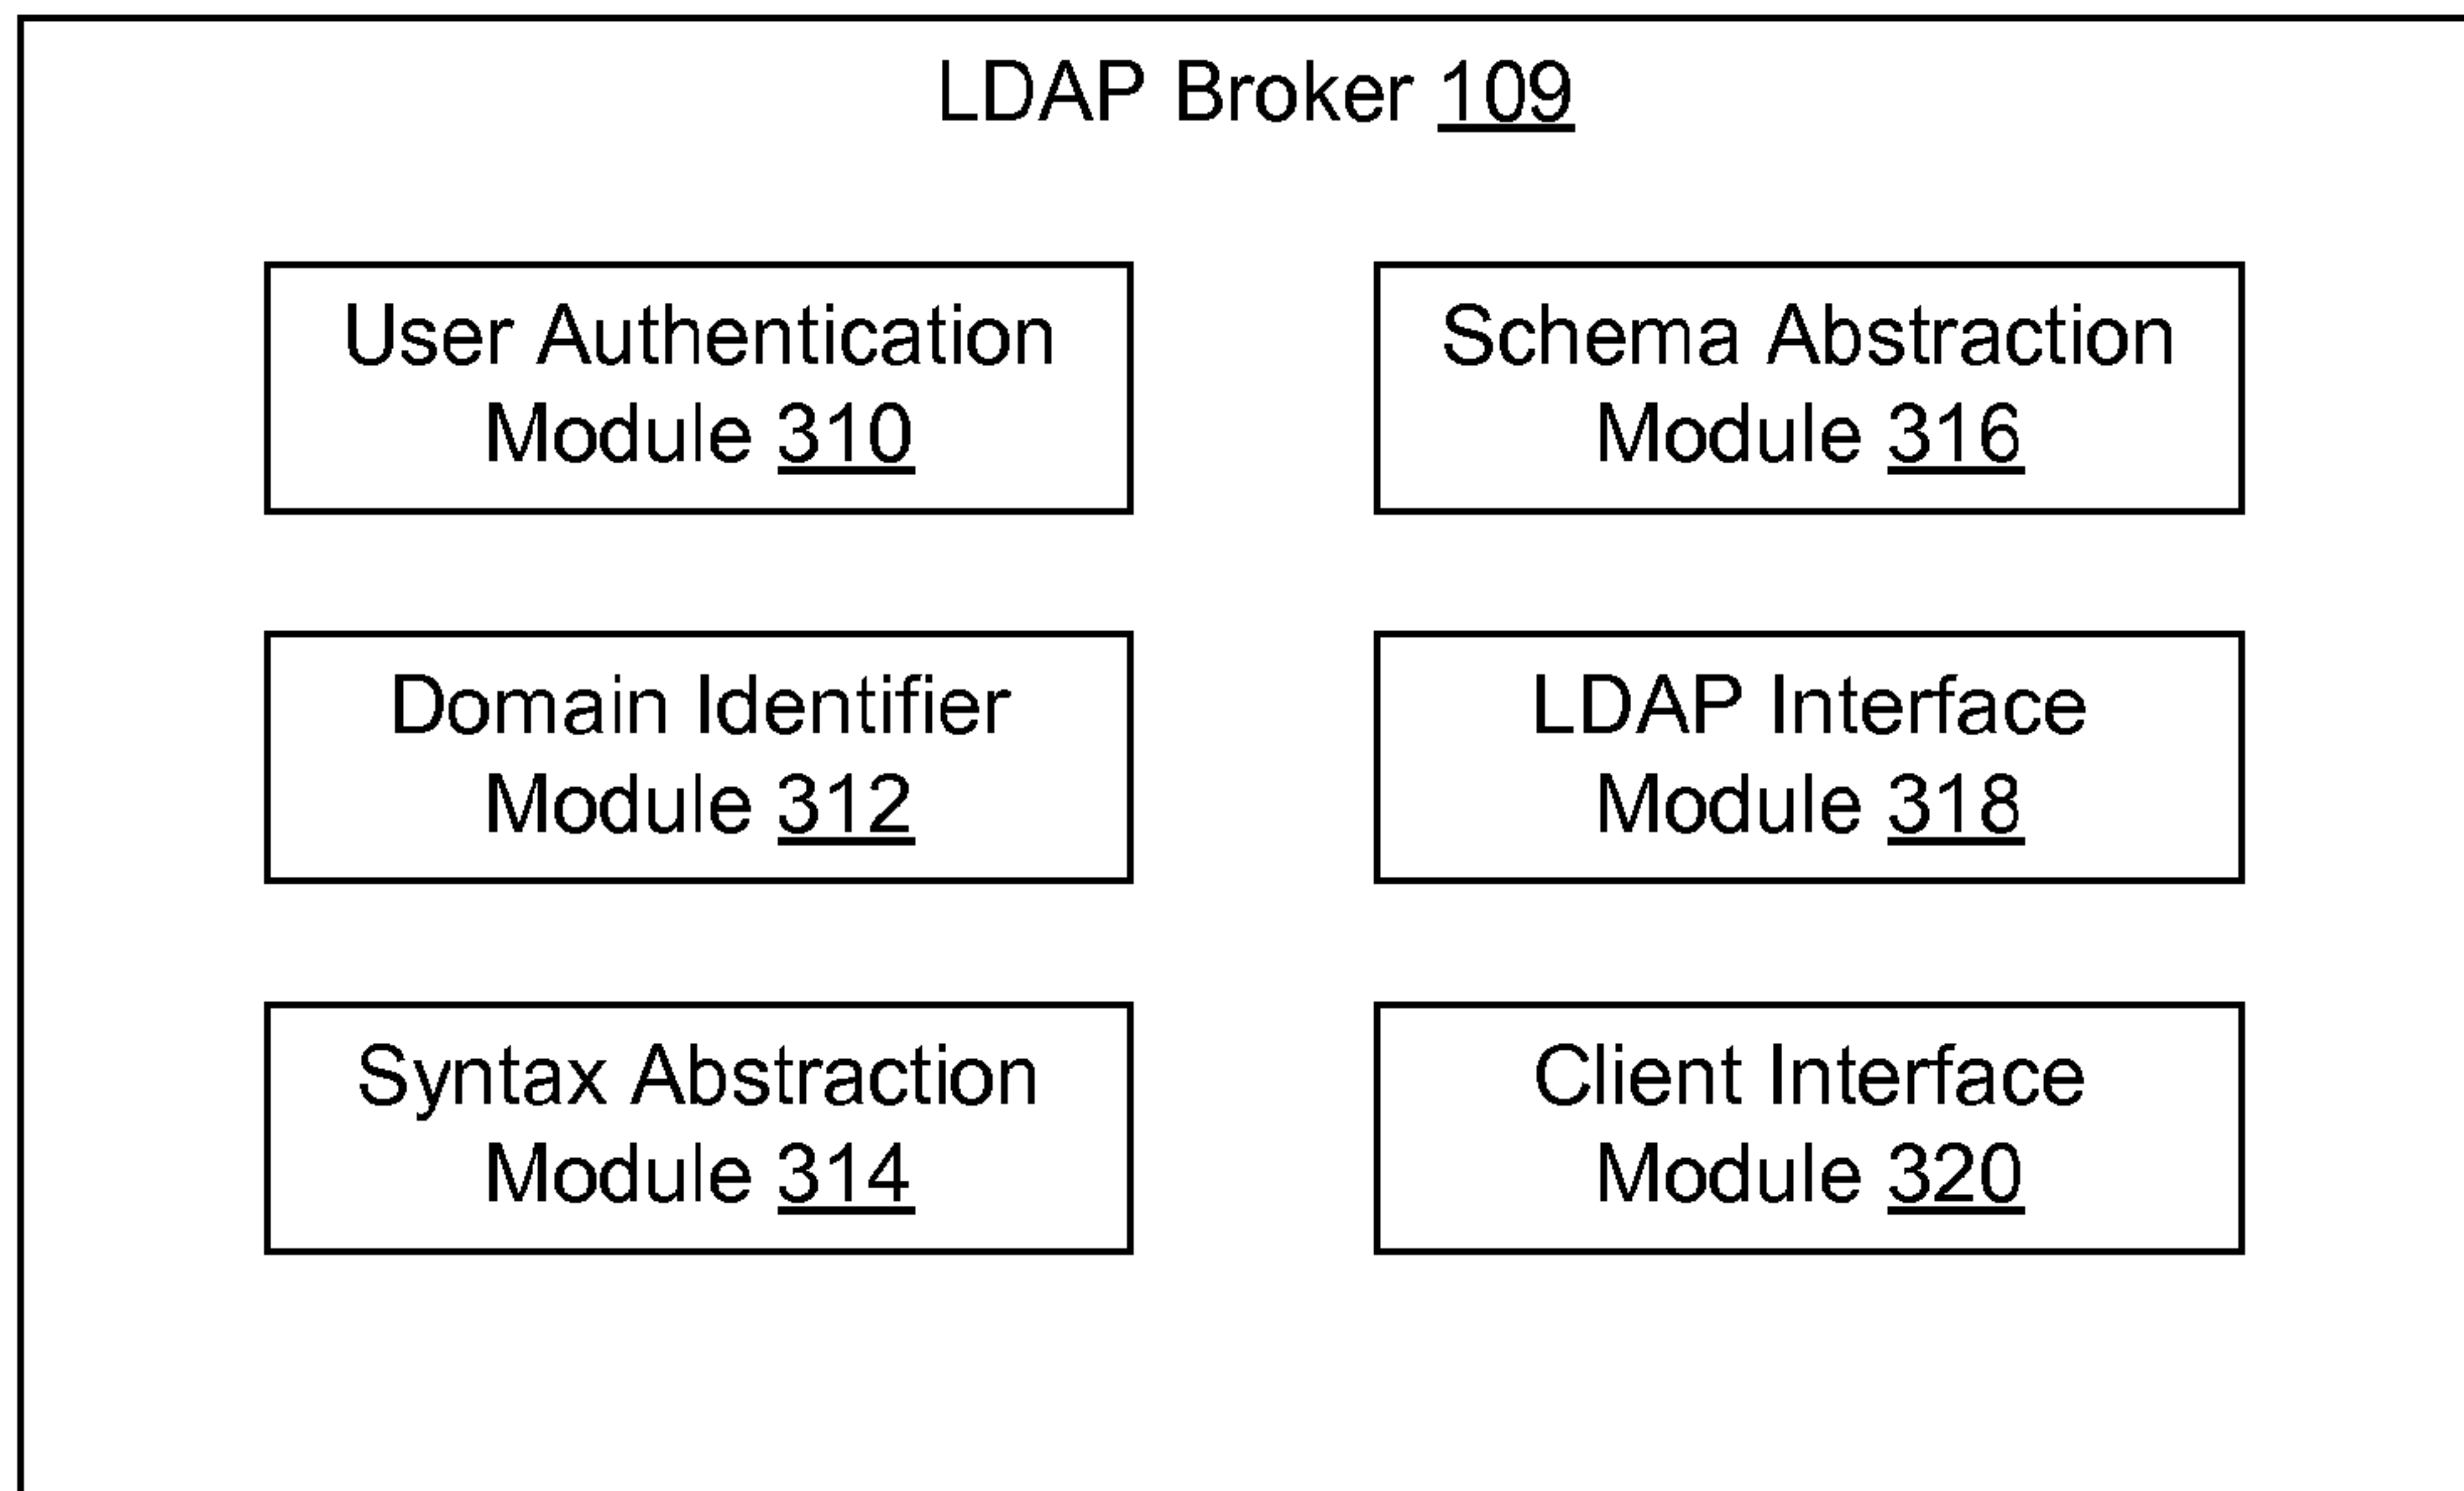 LDAP Broker 109
User Authentication
Module 310
Schema Abstraction
Module 316
Domain Identifier
Module 312
LDAP Interface
Module 318
Syntax Abstraction
Module 314
Client Interface
Module 320